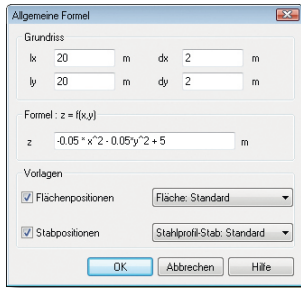 Allgemeine Formel
Grundriss
lx 20 m dx 2 m
ly 20 m dy 2 m
Formel : z = f(x,y)
z -0.05 * x^2 - 0.05*y^2 + 5 m
Vorlagen
Flächenpositionen Fläche: Standard
Stabpositionen Stahlprofil-Stab: Standard
OK Abbrechen Hilfe